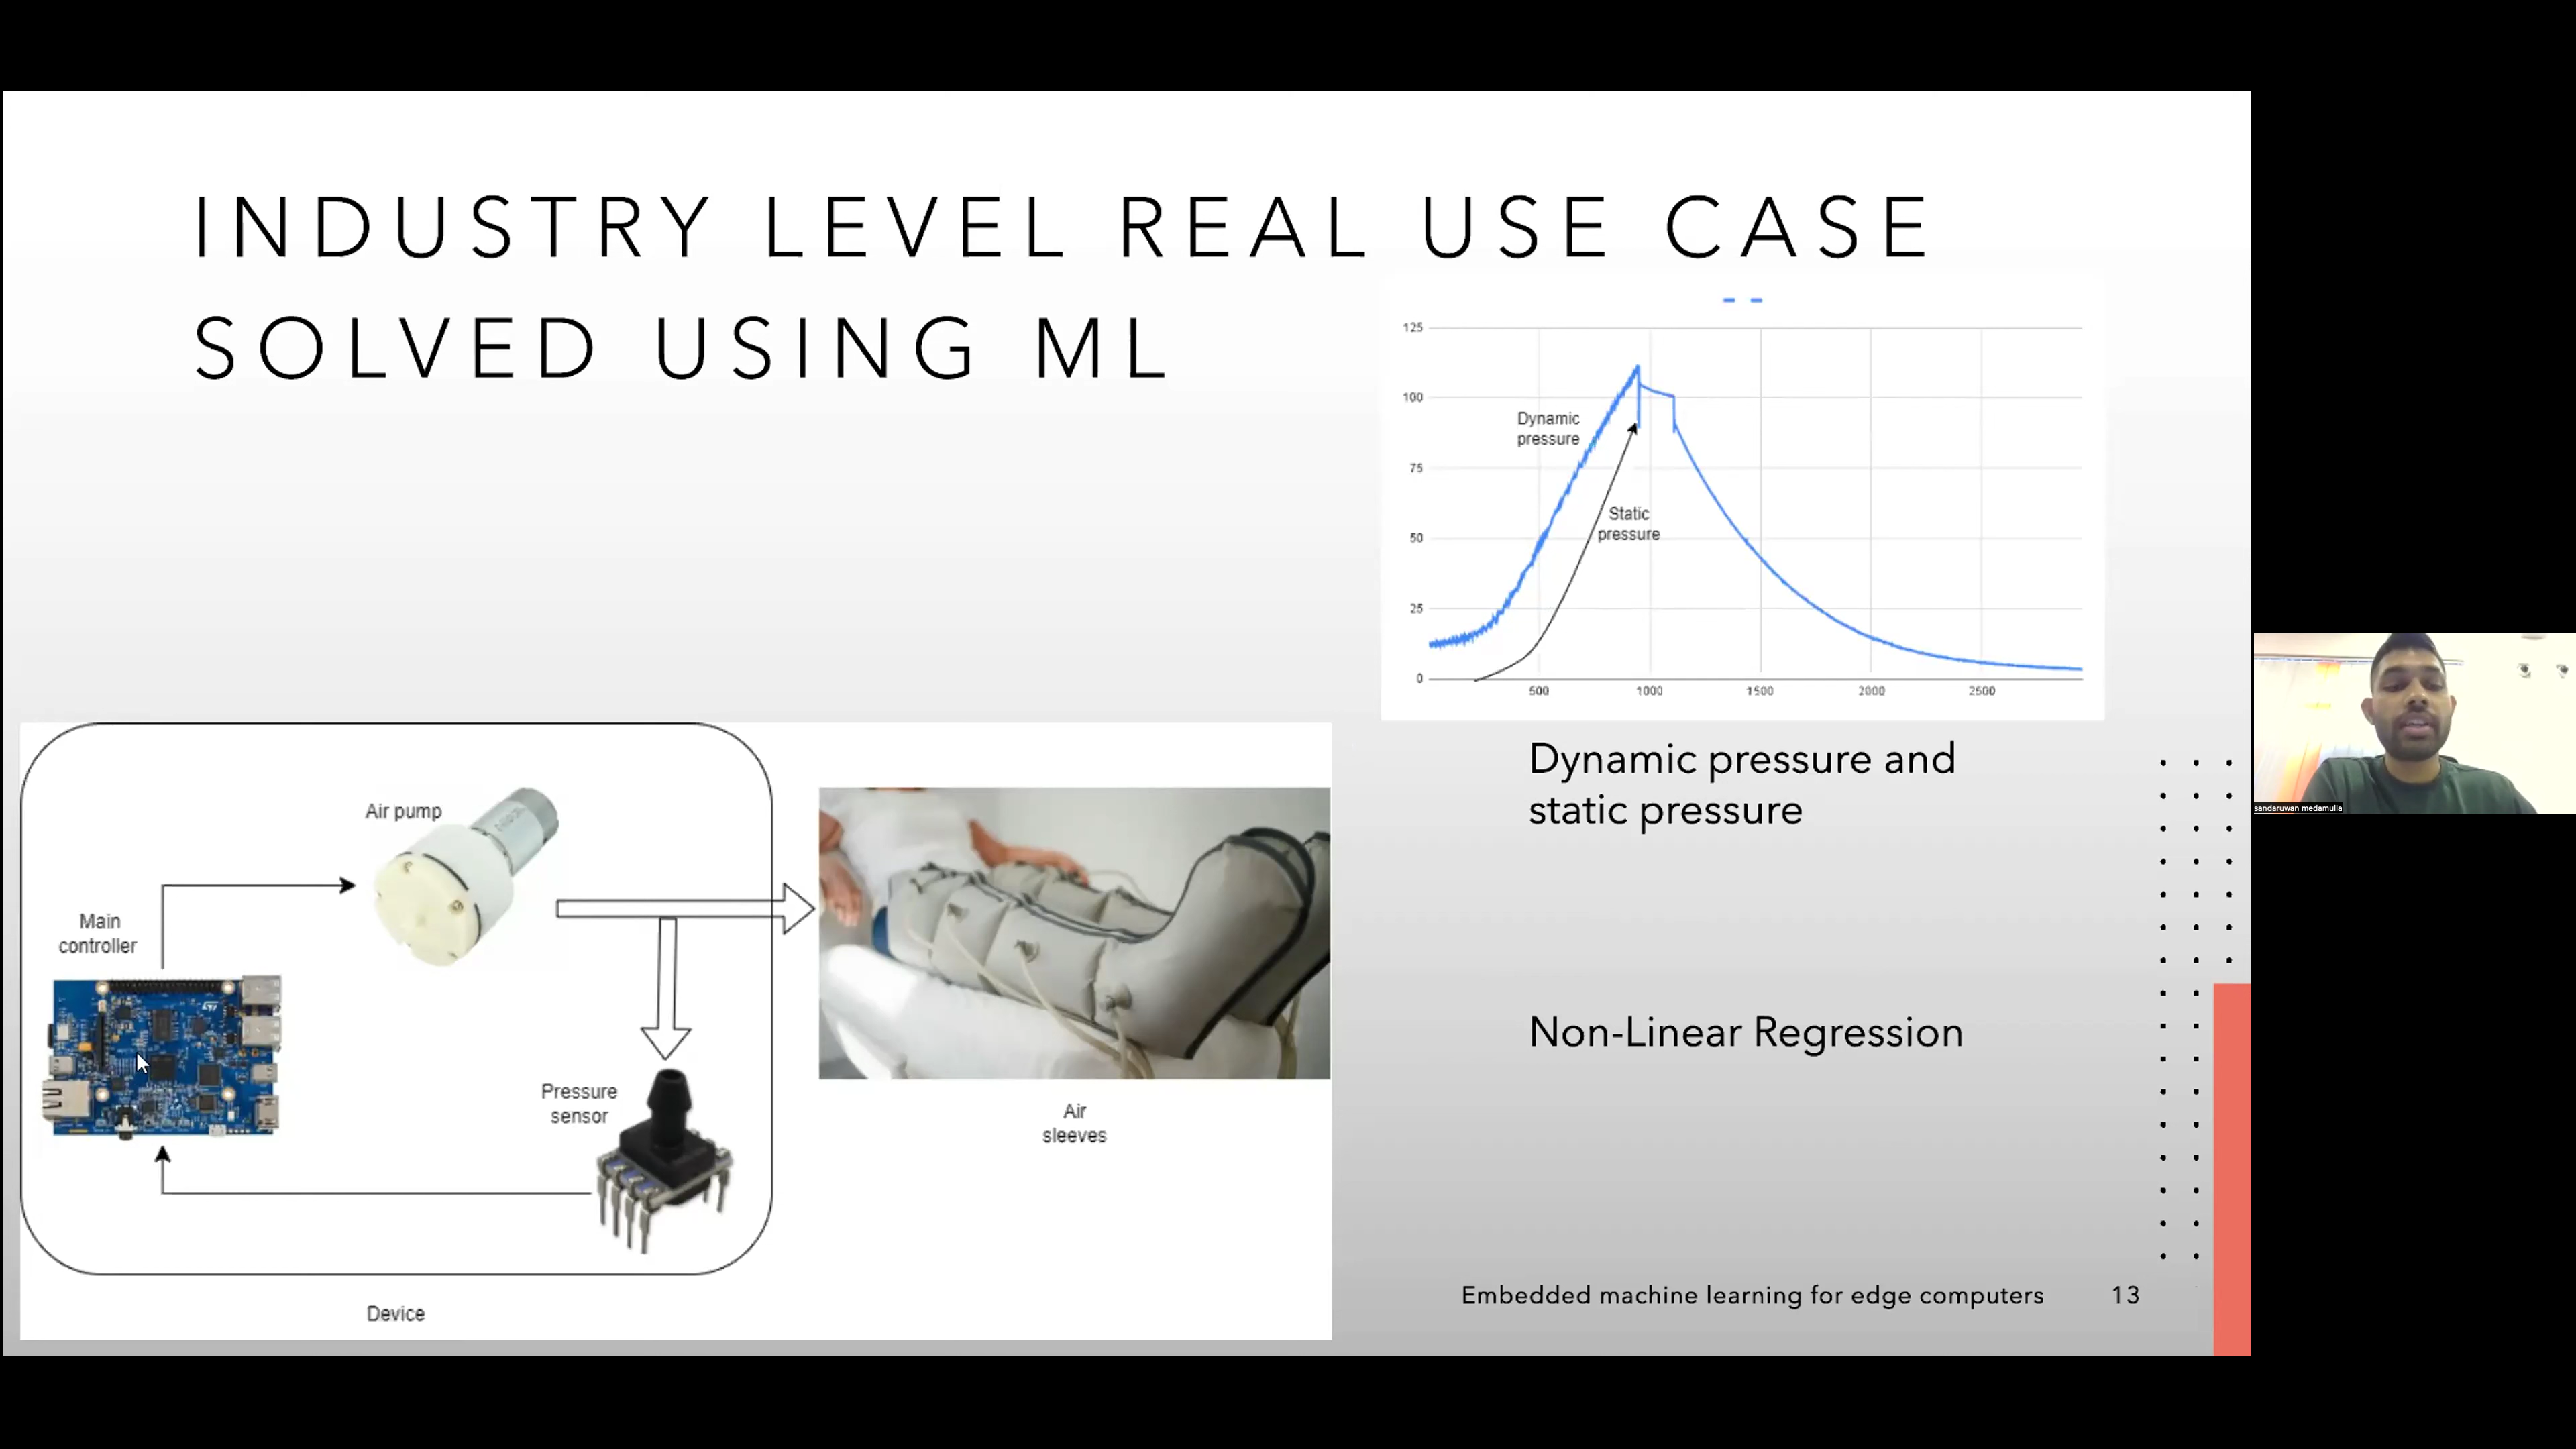 INDUSTRY LEVEL REAL USE CASE
SOLVED USING ML
125
100
75
50
25
0
500
1000
1500
2000
2500
Dynamic
pressure
Static
pressure
Air pump
Main
controller
Pressure
sensor
Device
Air
sleeves
Dynamic pressure and
static pressure
Non-Linear Regression
Embedded machine learning for edge computers
13
sandaruwan medamulla